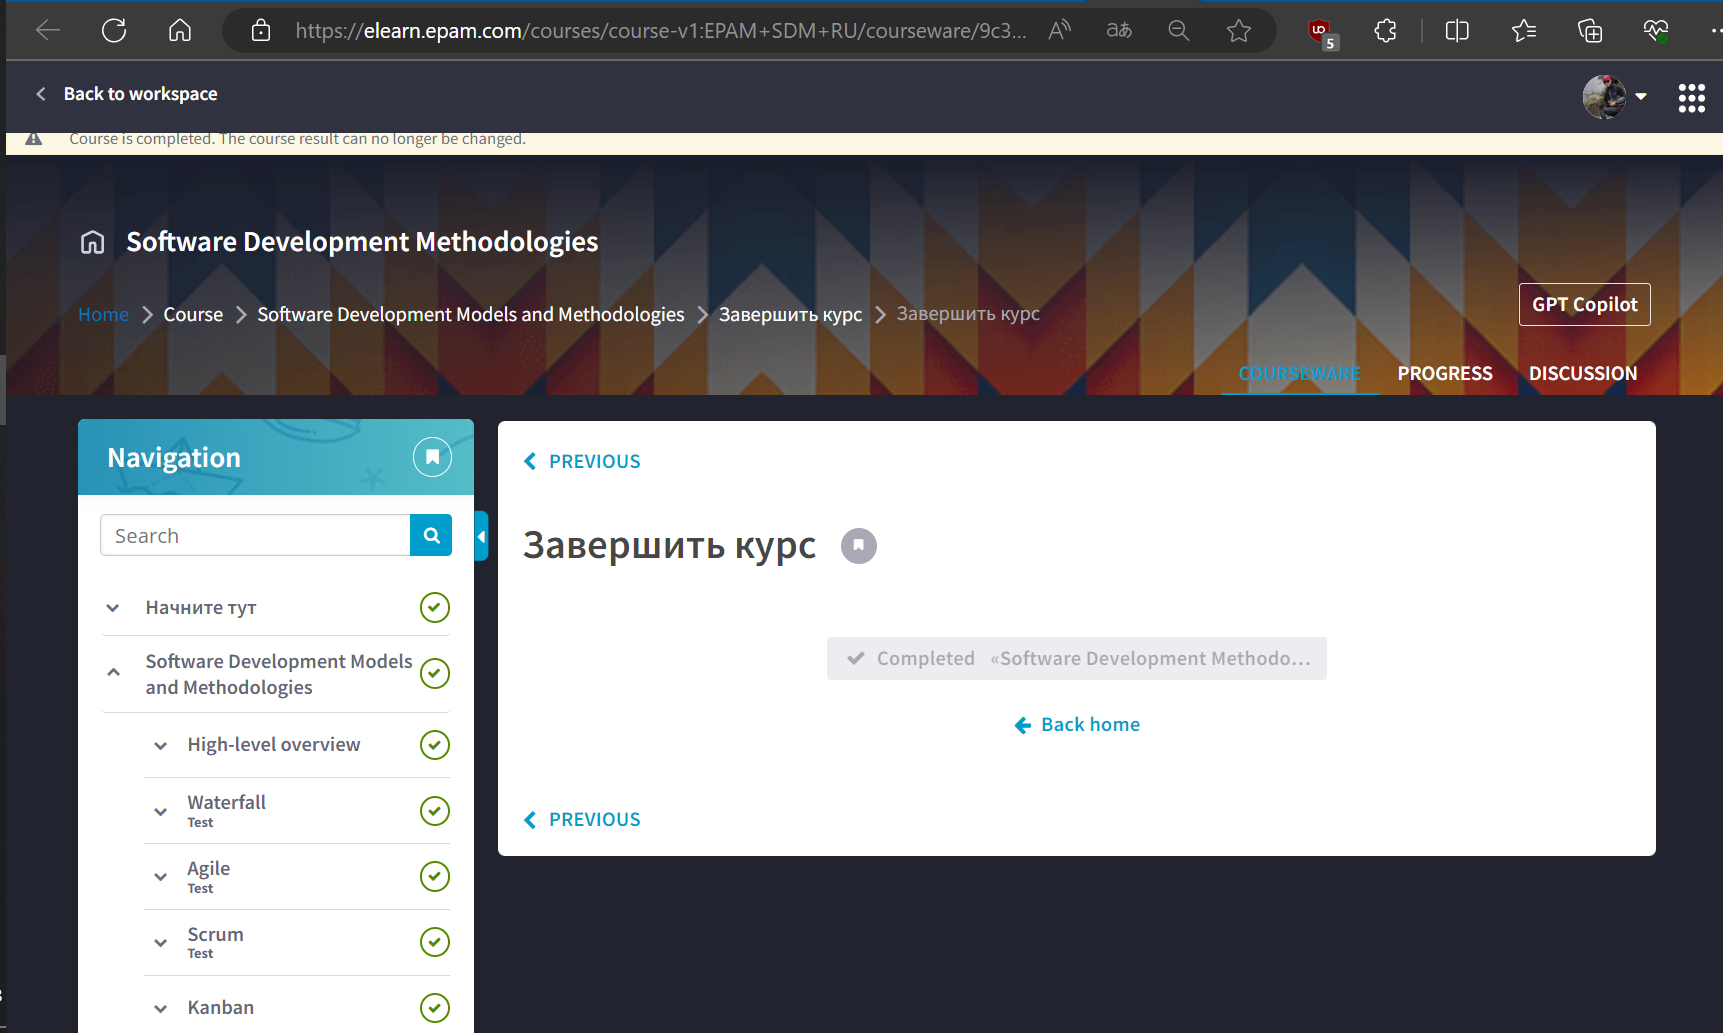 https://elearn.epam.com/courses/course-v1:EPAM+SDM+RU/courseware/9c3...
5
Back to workspace
Course is completed. The course result can no longer be changed.
Software Development Methodologies
Home > Course > Software Development Models and Methodologies > Завершить курс > Завершить курс
GPT Copilot
COURSEWARE PROGRESS DISCUSSION
Navigation
Search
Начните тут
Software Development Models
and Methodologies
High-level overview
Waterfall
Test
Agile
Test
Scrum
Test
Kanban
PREVIOUS
Завершить курс
Completed «Software Development Methodo...
Back home
PREVIOUS